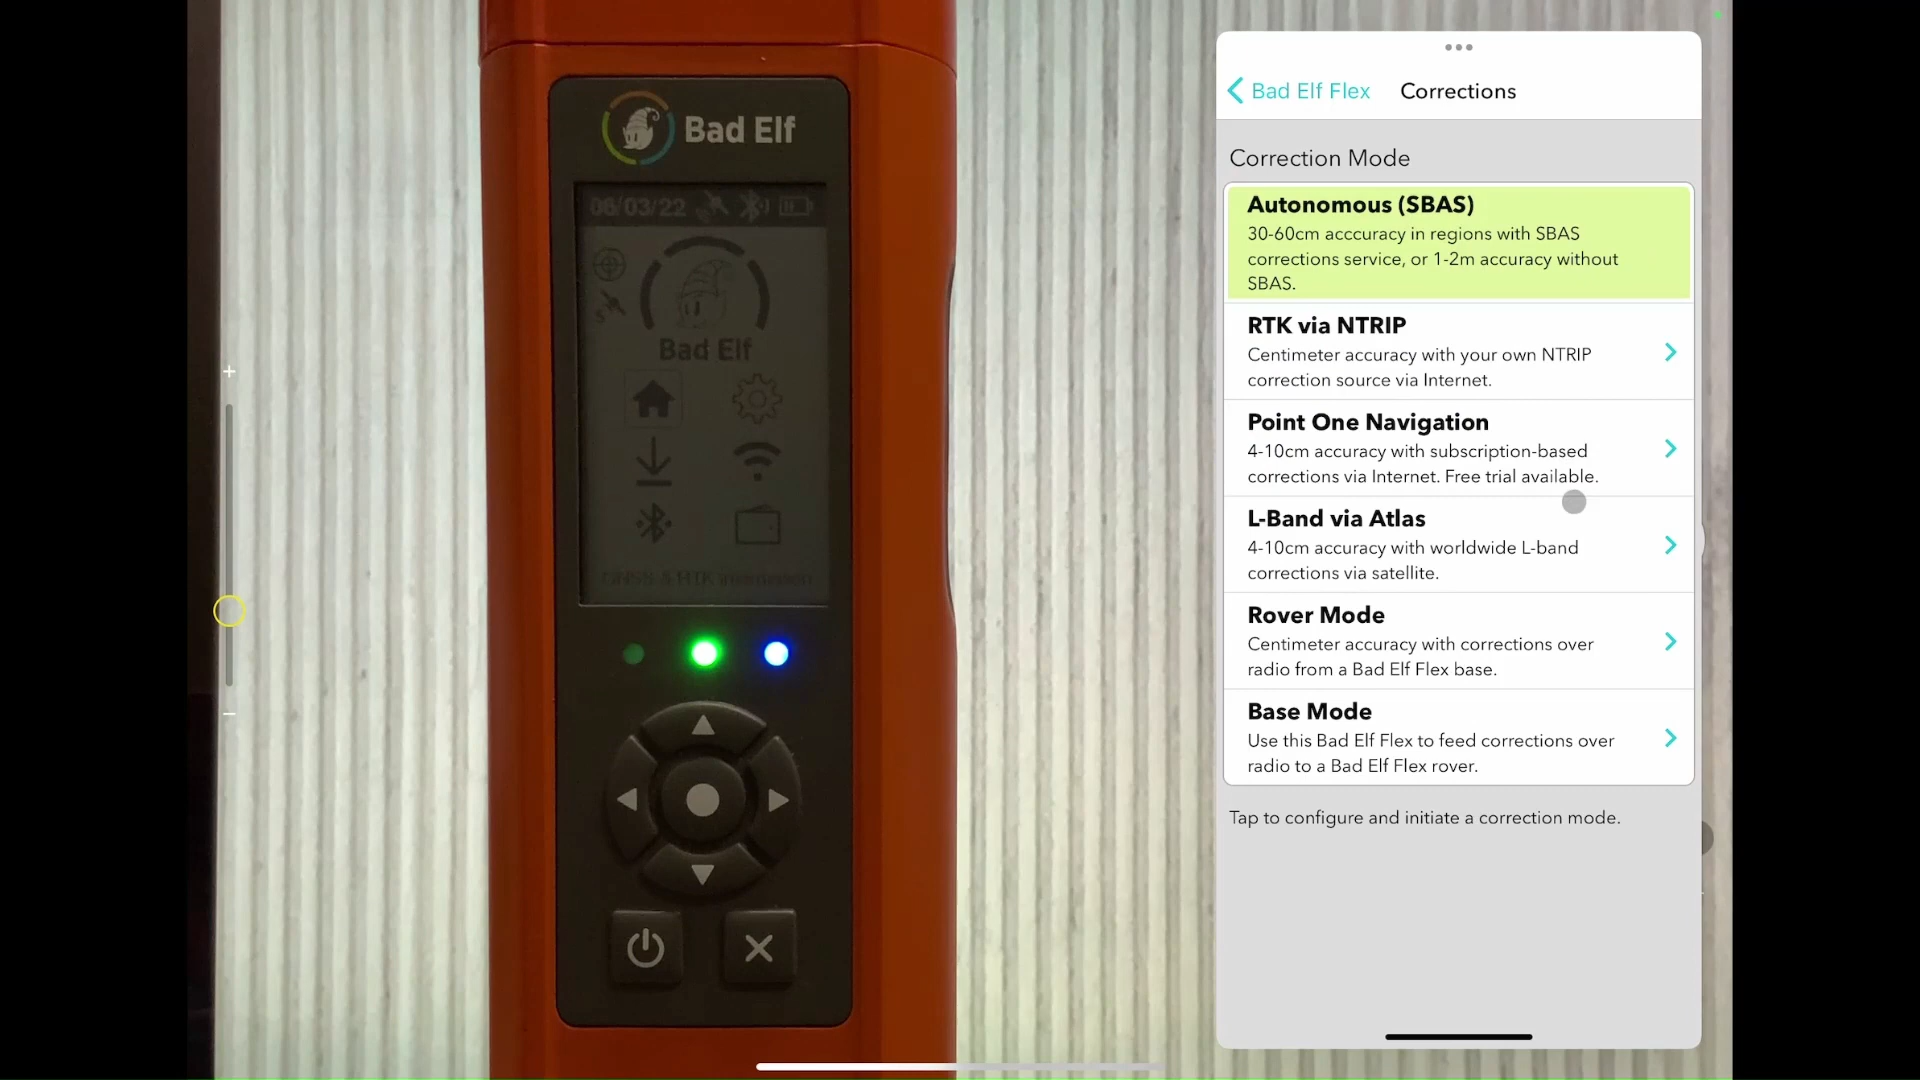 Bad Elf
06/03/22
Bad Elf
GNSS & RTK Information
Bad Elf Flex
Corrections
Correction Mode
Autonomous (SBAS)
30-60cm acccuracy in regions with SBAS
corrections service, or 1-2m accuracy without
SBAS.
RTK via NTRIP
Centimeter accuracy with your own NTRIP
correction source via Internet.
Point One Navigation
4-10cm accuracy with subscription-based
corrections via Internet. Free trial available.
L-Band via Atlas
4-10cm accuracy with worldwide L-band
corrections via satellite.
Rover Mode
Centimeter accuracy with corrections over
radio from a Bad Elf Flex base.
Base Mode
Use this Bad Elf Flex to feed corrections over
radio to a Bad Elf Flex rover.
Tap to configure and initiate a correction mode.